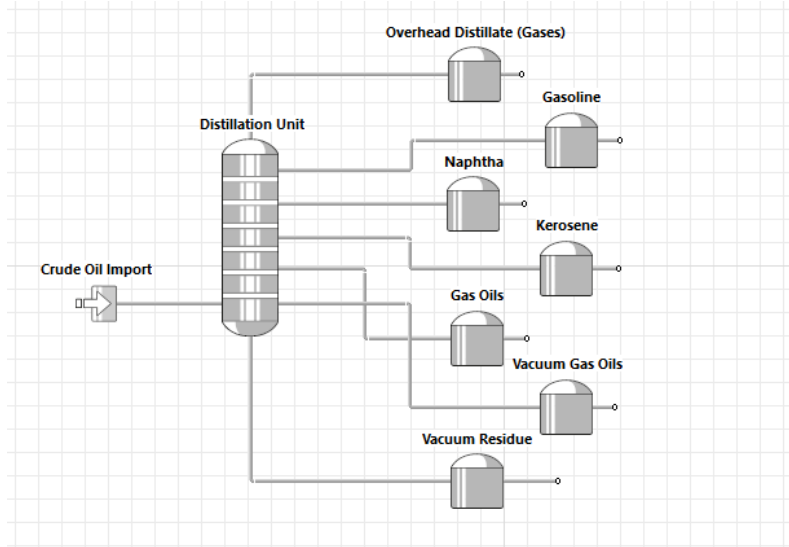 Overhead Distillate (Gases)
Gasoline
Distillation Unit
Naphtha
Kerosene
Crude Oil Import
Gas Oils
Vacuum Gas Oils
Vacuum Residue